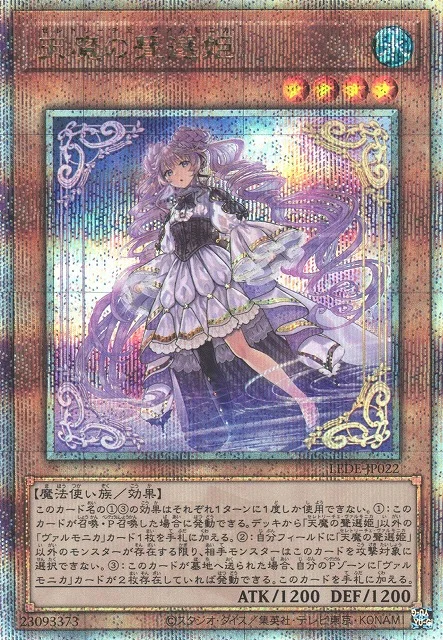 天魔の聲選姫
水
LEDE-JP022
【魔法使い族／効果】
このカード名の①③の効果はそれぞれ１ターンに１度しか使用できない。①：この
カードが召喚・Ｐ召喚した場合に発動できる。デッキから「天魔の聲選姫」以外の
「ヴァルモニカ」カード１枚を手札に加える。②：自分フィールドに「天魔の聲選姫」
以外のモンスターが存在する限り、相手モンスターはこのカードを攻撃対象に
選択できない。③：このカードが墓地へ送られた場合、自分のＰゾーンに「ヴァル
モニカ」カードが２枚存在していれば発動できる。このカードを手札に加える。
ATK/1200 DEF/1200
23093373 ©スタジオ・ダイス／集英社・テレビ東京・KONAMI